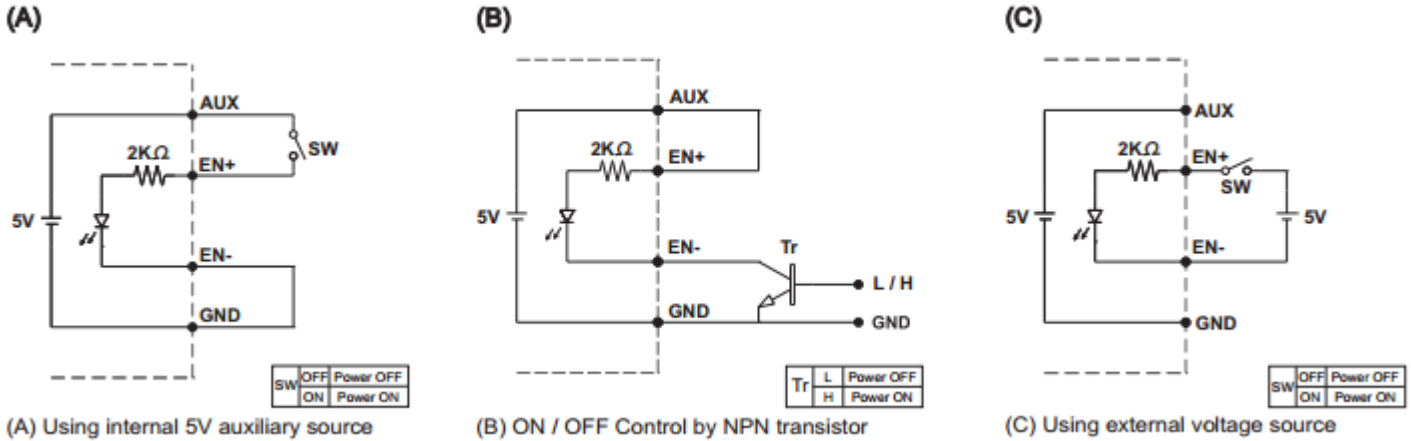 (A)
AUX
2KΩ
EN+
SW
5V
EN-
GND
SW OFF Power OFF
ON Power ON
(A) Using internal 5V auxiliary source
(B)
AUX
2KΩ
EN+
5V
EN-
Tr
L / H
GND
GND
Tr L Power OFF
H Power ON
(B) ON / OFF Control by NPN transistor
(C)
AUX
2KΩ
EN+
SW
5V
5V
EN-
GND
SW OFF Power OFF
ON Power ON
(C) Using external voltage source